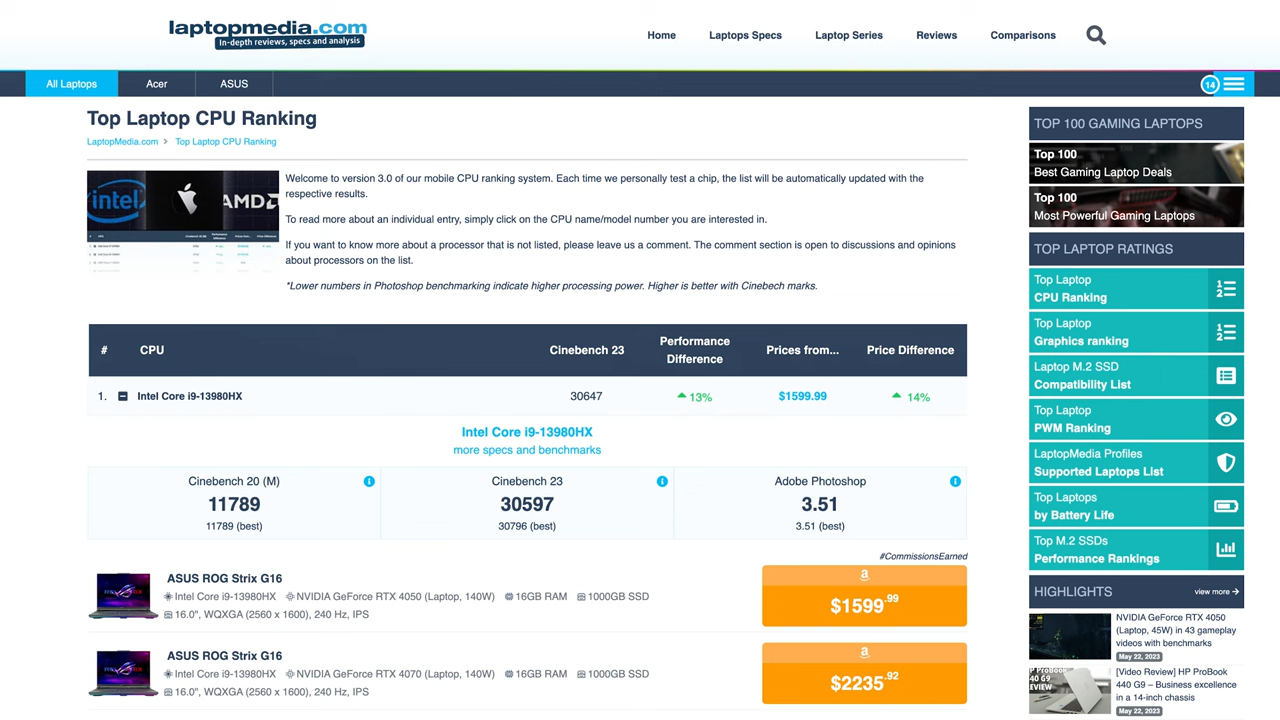 laptopmedia.com
In-depth reviews, specs and analysis
Home
Laptops Specs
Laptop Series
Reviews
Comparisons
All Laptops
Acer
ASUS
14
Top Laptop CPU Ranking
LaptopMedia.com > Top Laptop CPU Ranking
intel
AMD
Welcome to version 3.0 of our mobile CPU ranking system. Each time we personally test a chip, the list will be automatically updated with the
respective results.
To read more about an individual entry, simply click on the CPU name/model number you are interested in.
If you want to know more about a processor that is not listed, please leave us a comment. The comment section is open to discussions and opinions
about processors on the list.
*Lower numbers in Photoshop benchmarking indicate higher processing power. Higher is better with Cinebech marks.
# CPU Cinebench 23 Performance Difference Prices from... Price Difference
1. Intel Core i9-13980HX 30647 13% $1599.99 14%
Intel Core i9-13980HX
more specs and benchmarks
Cinebench 20 (M)
11789
11789 (best)
Cinebench 23
30597
30796 (best)
Adobe Photoshop
3.51
3.51 (best)
#CommissionsEarned
ASUS ROG Strix G16
Intel Core i9-13980HX NVIDIA GeForce RTX 4050 (Laptop, 140W) 16GB RAM 1000GB SSD
16.0", WQXGA (2560 x 1600), 240 Hz, IPS
$1599.99
ASUS ROG Strix G16
Intel Core i9-13980HX NVIDIA GeForce RTX 4070 (Laptop, 140W) 16GB RAM 1000GB SSD
16.0", WQXGA (2560 x 1600), 240 Hz, IPS
$2235.92
TOP 100 GAMING LAPTOPS
Top 100
Best Gaming Laptop Deals
Top 100
Most Powerful Gaming Laptops
TOP LAPTOP RATINGS
Top Laptop
CPU Ranking
Top Laptop
Graphics ranking
Laptop M.2 SSD
Compatibility List
Top Laptop
PWM Ranking
LaptopMedia Profiles
Supported Laptops List
Top Laptops
by Battery Life
Top M.2 SSDs
Performance Rankings
HIGHLIGHTS
view more
NVIDIA GeForce RTX 4050
(Laptop, 45W) in 43 gameplay
videos with benchmarks
May 22, 2023
[Video Review] HP ProBook
440 G9 – Business excellence
in a 14-inch chassis
May 22, 2023